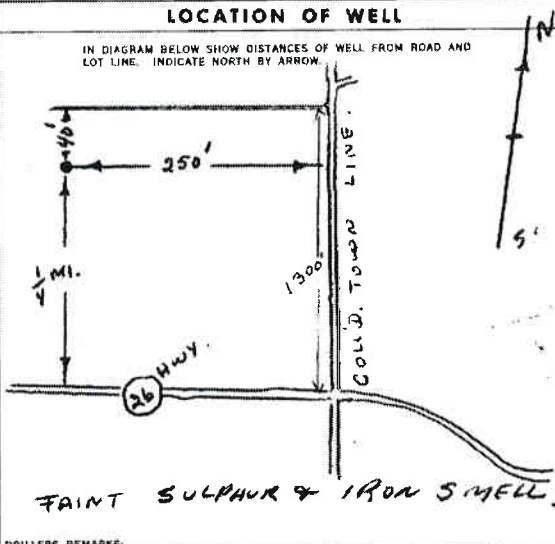 LOCATION OF WELL
IN DIAGRAM BELOW SHOW DISTANCES OF WELL FROM ROAD AND
LOT LINE. INDICATE NORTH BY ARROW.
N
40'
250'
S
1/4 MI.
1300'
TOWN LINE.
HWY.
26
FAINT SULPHUR & IRON SMELL.
DRILLERS REMARKS: